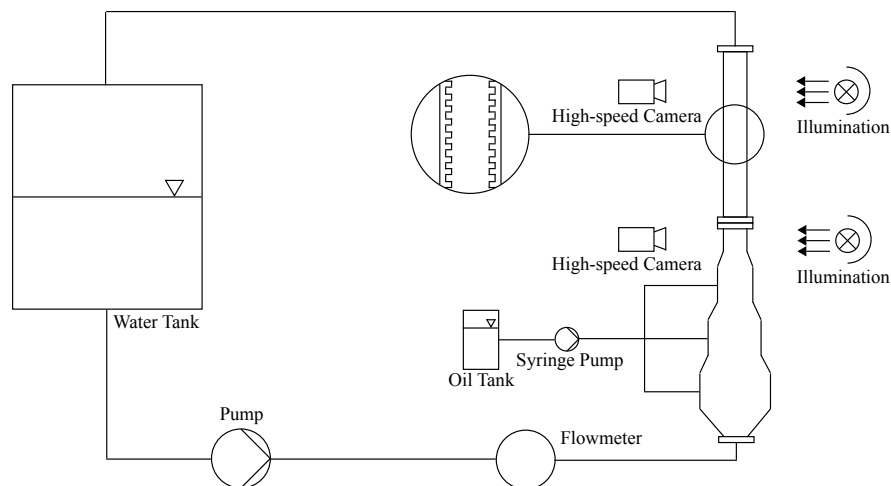 High-speed Camera
Illumination
High-speed Camera
Illumination
Water Tank
Syringe Pump
Oil Tank
Pump
Flowmeter